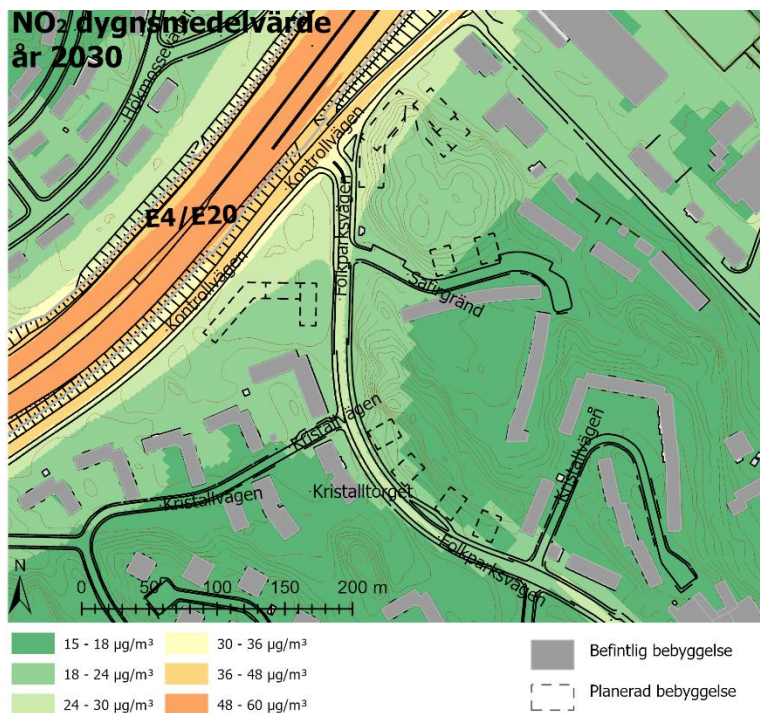 NO₂ dygnsmedelvärde
år 2030
Hökmossevägen
Kontrollvägen
E4/E20
Folkparksvägen
Kontrollvägen
Safirgränd
Kristallvägen
Kristallvägen
Kristallvägen
Kristalltorget
Folkparksvägen
N
0 50 100 150 200 m
15 - 18 µg/m³
18 - 24 µg/m³
24 - 30 µg/m³
30 - 36 µg/m³
36 - 48 µg/m³
48 - 60 µg/m³
Befintlig bebyggelse
Planerad bebyggelse